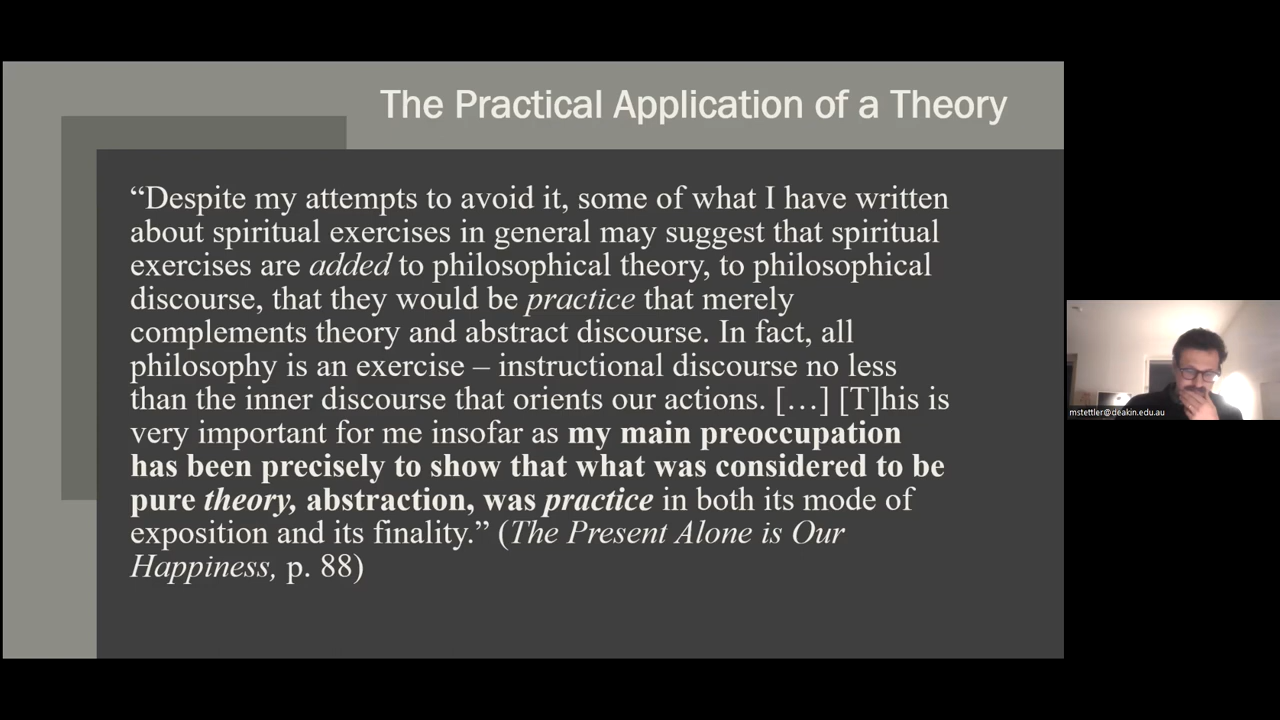 The Practical Application of a Theory
“Despite my attempts to avoid it, some of what I have written
about spiritual exercises in general may suggest that spiritual
exercises are added to philosophical theory, to philosophical
discourse, that they would be practice that merely
complements theory and abstract discourse. In fact, all
philosophy is an exercise – instructional discourse no less
than the inner discourse that orients our actions. […] [T]his is
very important for me insofar as my main preoccupation
has been precisely to show that what was considered to be
pure theory, abstraction, was practice in both its mode of
exposition and its finality.” (The Present Alone is Our
Happiness, p. 88)
mstettler@deakin.edu.au